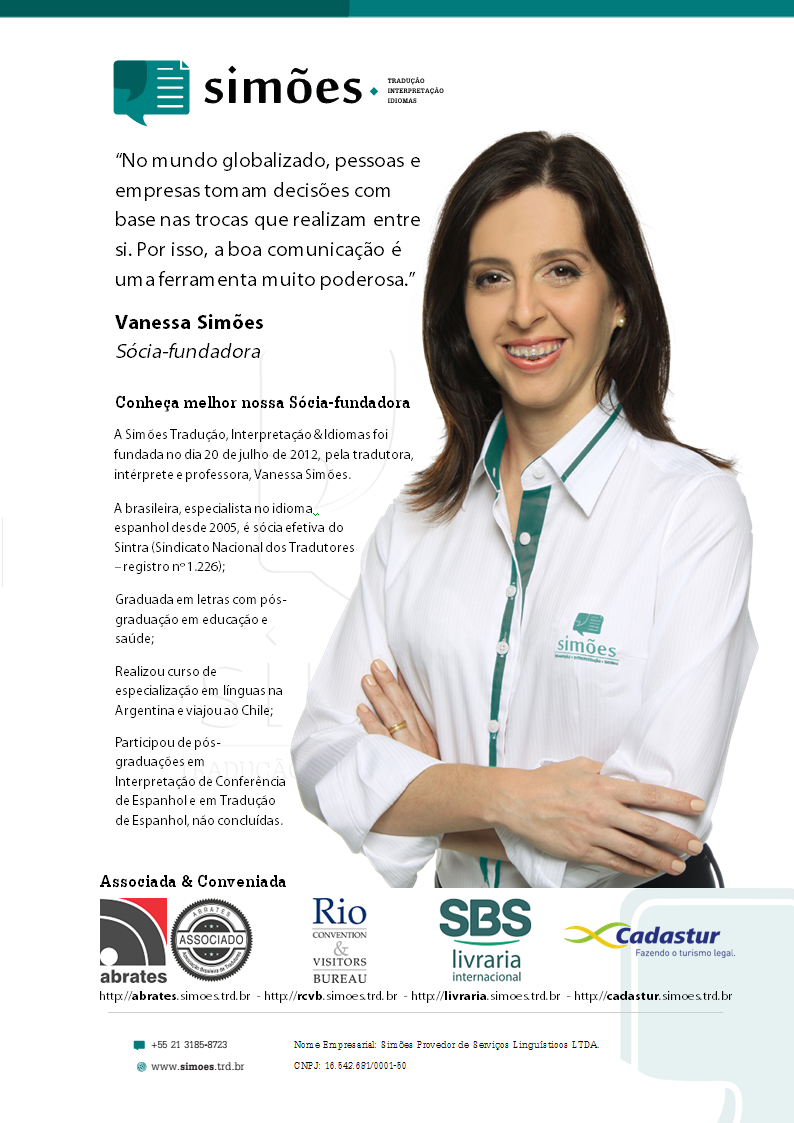 simões
TRADUÇÃO
INTERPRETAÇÃO
IDIOMAS
“No mundo globalizado, pessoas e
empresas tomam decisões com
base nas trocas que realizam entre
si. Por isso, a boa comunicação é
uma ferramenta muito poderosa.”
Vanessa Simões
Sócia-fundadora
Conheça melhor nossa Sócia-fundadora
A Simões Tradução, Interpretação & Idiomas foi
fundada no dia 20 de julho de 2012, pela tradutora,
intérprete e professora, Vanessa Simões.
A brasileira, especialista no idioma
espanhol desde 2005, é sócia efetiva do
Sintra (Sindicato Nacional dos Tradutores
– registro nº 1.226);
Graduada em letras com pós-
graduação em educação e
saúde;
Realizou curso de
especialização em línguas na
Argentina e viajou ao Chile;
Participou de pós-
graduações em
Interpretação de Conferência
de Espanhol e em Tradução
de Espanhol, não concluídas.
simões
TRADUÇÃO • INTERPRETAÇÃO • IDIOMAS
Associada & Conveniada
abrates
ABRATES
ASSOCIADO
Associação Brasileira de Tradutores
Rio
CONVENTION
&
VISITORS
BUREAU
SBS
livraria
internacional
Cadastur
Fazendo o turismo legal.
http://abrates.simoes.trd.br - http://rcvb.simoes.trd.br - http://livraria.simoes.trd.br - http://cadastur.simoes.trd.br
+55 21 3185-8723
www.simoes.trd.br
Nome Empresarial: Simões Provedor de Serviços Linguísticos LTDA.
CNPJ: 16.542.691/0001-50